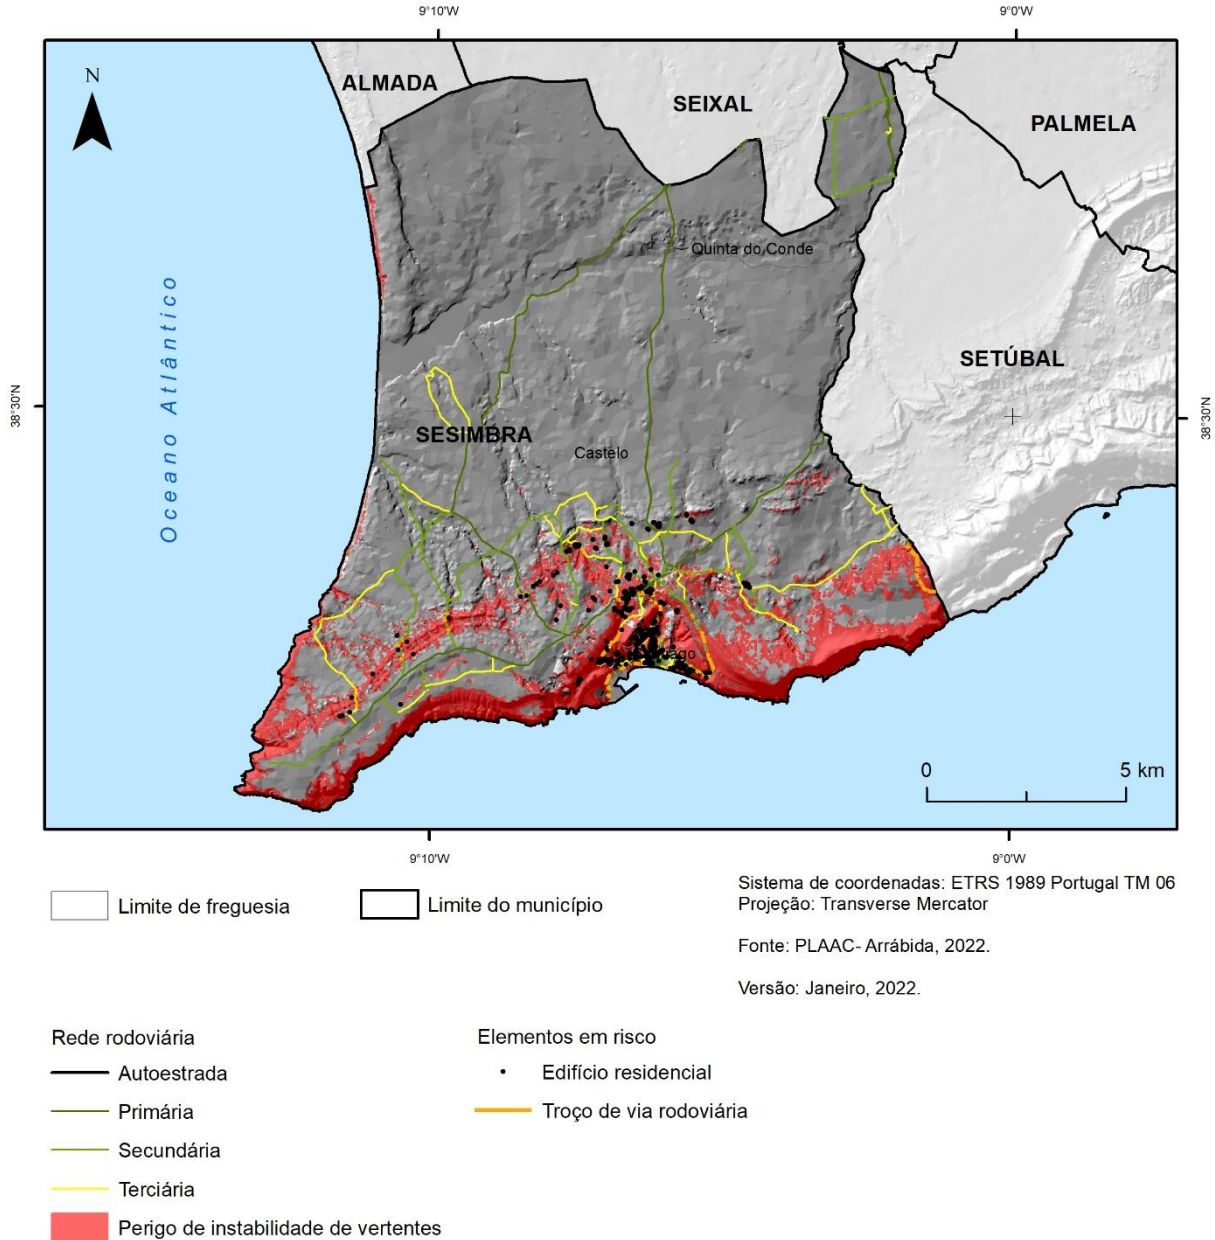 9°10'W
9°0'W
N
ALMADA
SEIXAL
PALMELA
Quinta do Conde
Oceano Atlântico
SETÚBAL
38°30'N
38°30'N
SESIMBRA
Castelo
0
5 km
9°10'W
9°0'W
Limite de freguesia
Limite do município
Sistema de coordenadas: ETRS 1989 Portugal TM 06
Projeção: Transverse Mercator
Fonte: PLAAC- Arrábida, 2022.
Versão: Janeiro, 2022.
Rede rodoviária
Autoestrada
Primária
Secundária
Terciária
Perigo de instabilidade de vertentes
Elementos em risco
Edifício residencial
Troço de via rodoviária